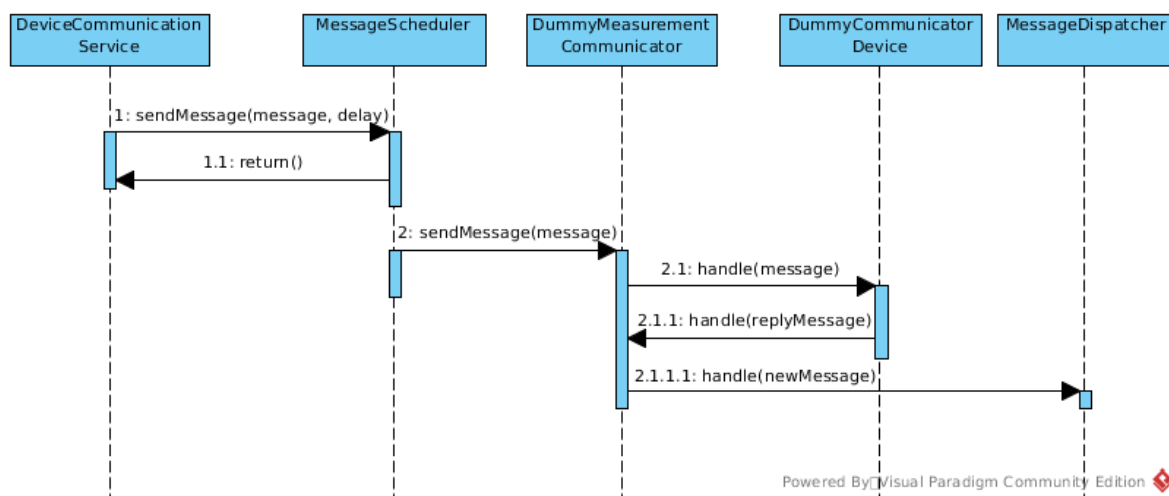 DeviceCommunication
Service
MessageScheduler
DummyMeasurement
Communicator
DummyCommunicator
Device
MessageDispatcher
1: sendMessage(message, delay)
1.1: return()
2: sendMessage(message)
2.1: handle(message)
2.1.1: handle(replyMessage)
2.1.1.1: handle(newMessage)
Powered By Visual Paradigm Community Edition